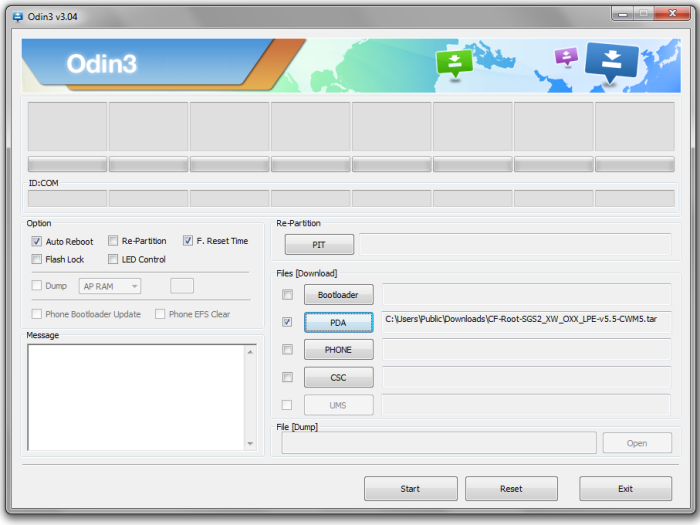 Odin3 v3.04
Odin3
ID:COM
Option
Auto Reboot Re-Partition F. Reset Time
Flash Lock LED Control
Dump AP RAM
Phone Bootloader Update Phone EFS Clear
Message
Re-Partition
PIT
Files [Download]
Bootloader
PDA C:\Users\Public\Downloads\CF-Root-SGS2_XW_OXX_LPE-v5.5-CWM5.tar
PHONE
CSC
UMS
File [Dump]
Open
Start Reset Exit